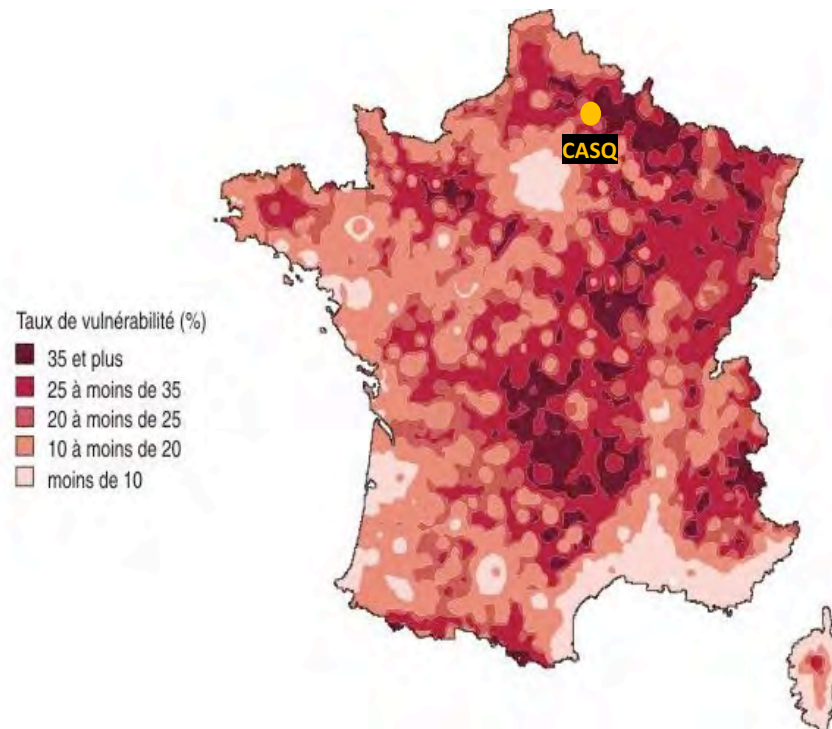 CASQ
Taux de vulnérabilité (%)
35 et plus
25 à moins de 35
20 à moins de 25
10 à moins de 20
moins de 10